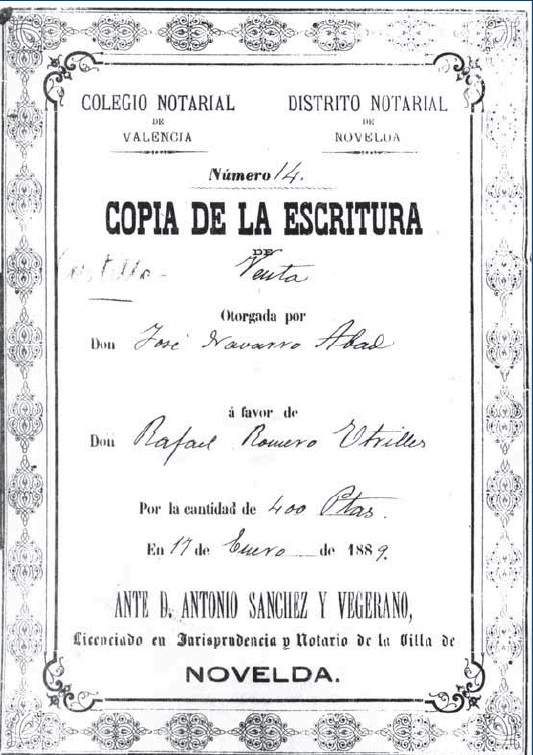 COLEGIO NOTARIAL
DE
VALENCIA
DISTRITO NOTARIAL
DE
NOVELDA
Número 14.
COPIA DE LA ESCRITURA
DE
Castillo
Venta
Otorgada por
Don José Navarro Abad
á favor de
Don Rafael Romero Utrilles
Por la cantidad de 400 Ptas.
En 17 de Enero de 1889.
ANTE D. ANTONIO SANCHEZ Y VEGERANO,
Licenciado en Jurisprudencia y Notario de la Villa de
NOVELDA.